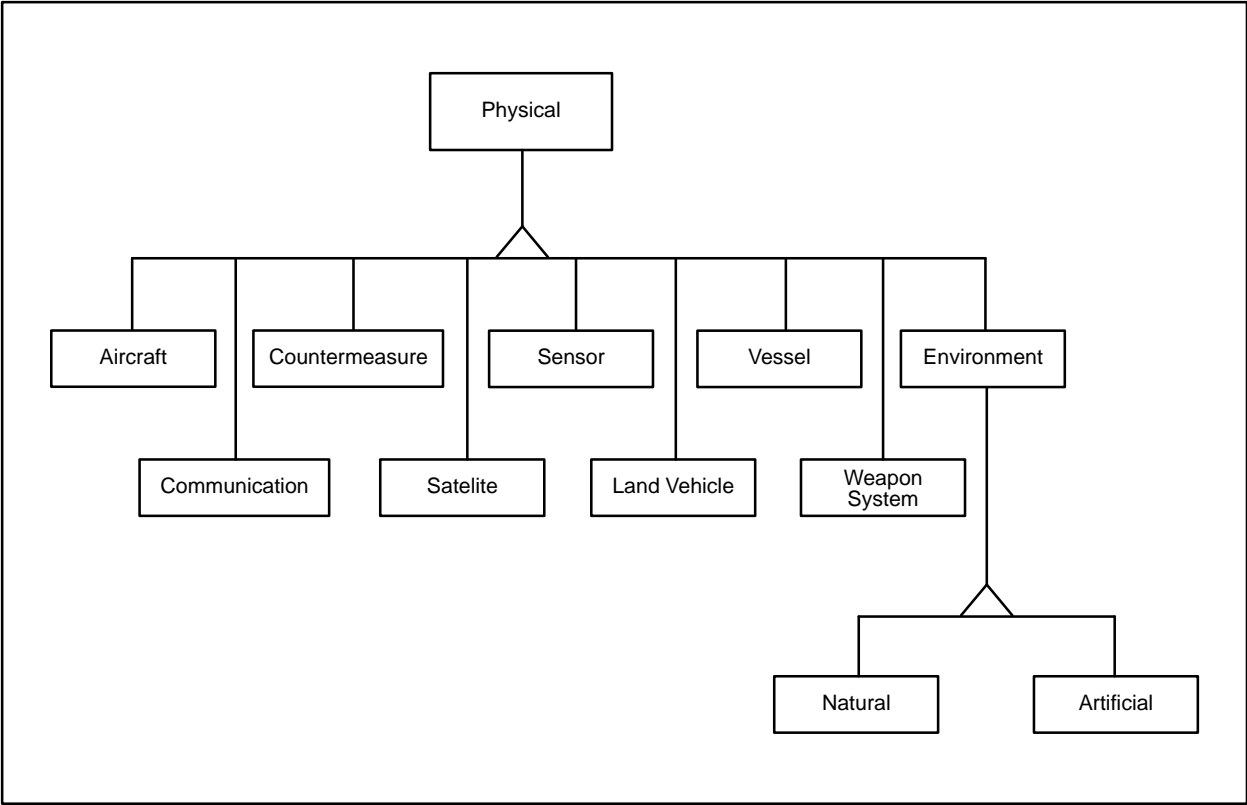 Physical
Aircraft
Countermeasure
Sensor
Vessel
Environment
Communication
Satelite
Land Vehicle
Weapon
System
Natural
Artificial